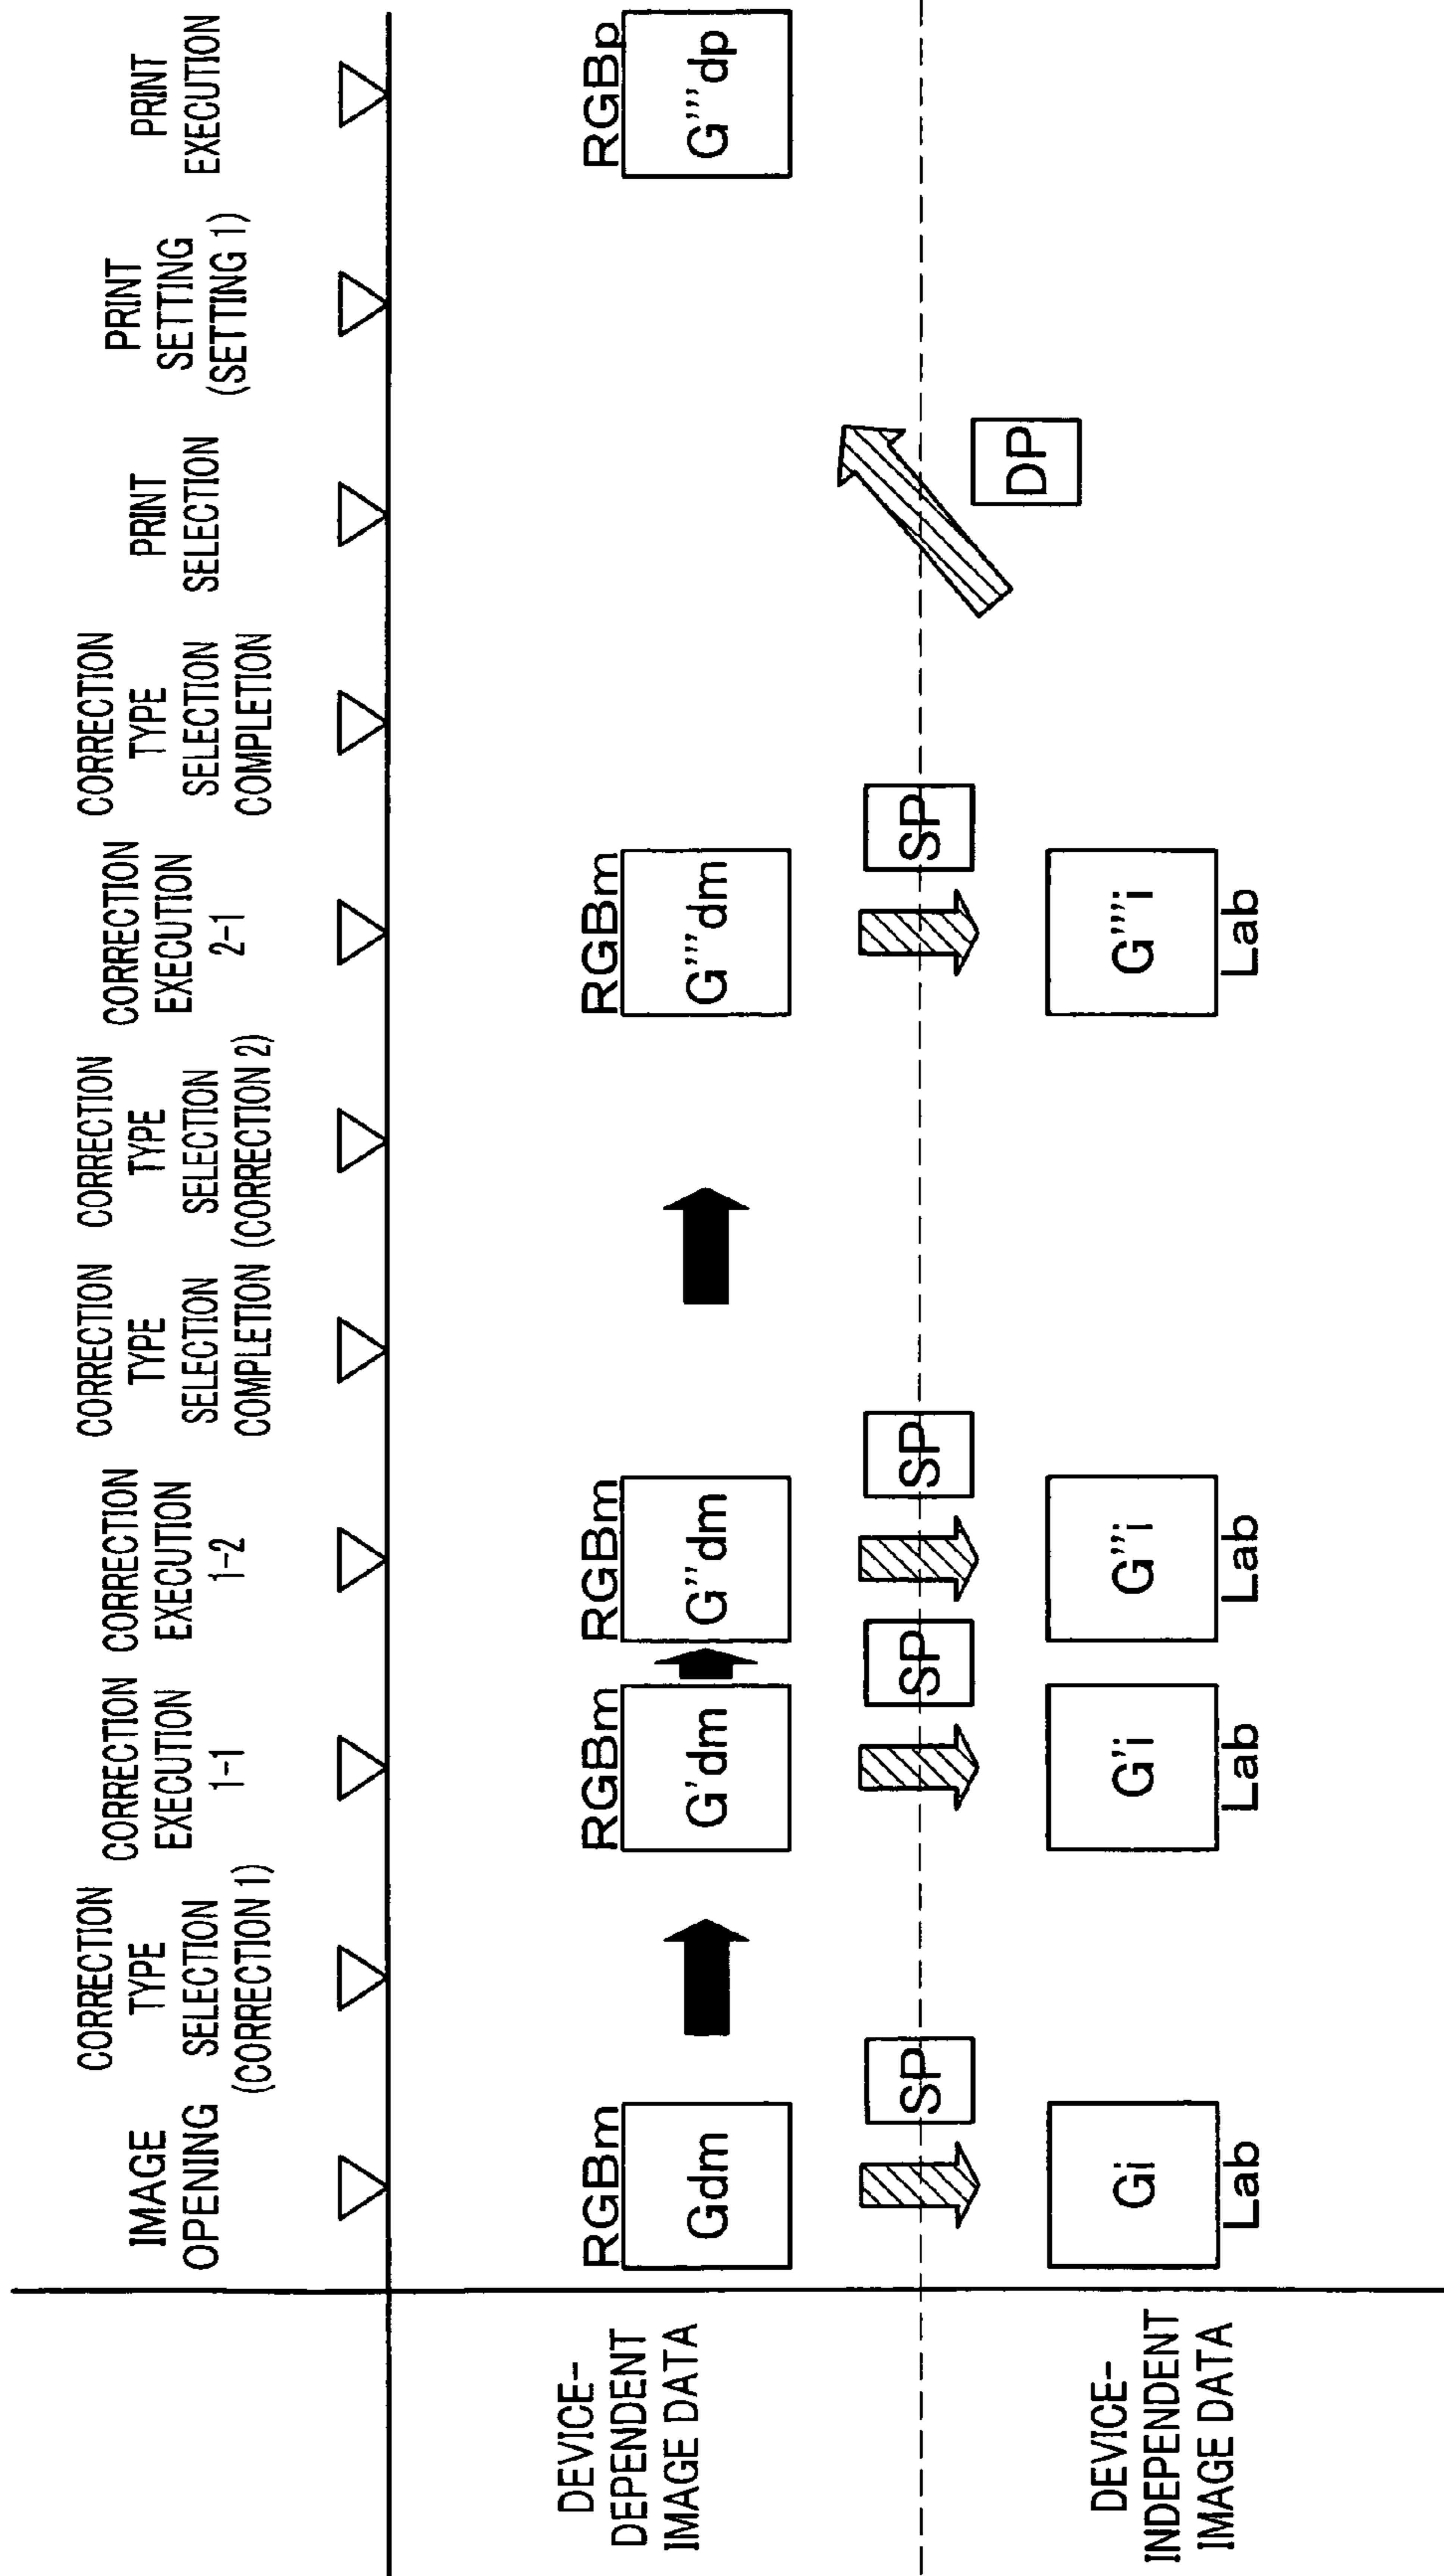 IMAGE
OPENING
CORRECTION
TYPE
SELECTION
(CORRECTION 1)
CORRECTION
EXECUTION
1-1
CORRECTION
EXECUTION
1-2
CORRECTION
TYPE
SELECTION
COMPLETION
CORRECTION
TYPE
SELECTION
(CORRECTION 2)
CORRECTION
EXECUTION
2-1
CORRECTION
TYPE
SELECTION
COMPLETION
PRINT
SELECTION
PRINT
SETTING
(SETTING 1)
PRINT
EXECUTION
DEVICE-
DEPENDENT
IMAGE DATA
RGBm
Gdm
RGBm
G'dm
RGBm
G''dm
RGBm
G'''dm
RGBp
G'''dp
SP
SP
SP
SP
DP
DEVICE-
INDEPENDENT
IMAGE DATA
Gi
Lab
G'i
Lab
G''i
Lab
G'''i
Lab